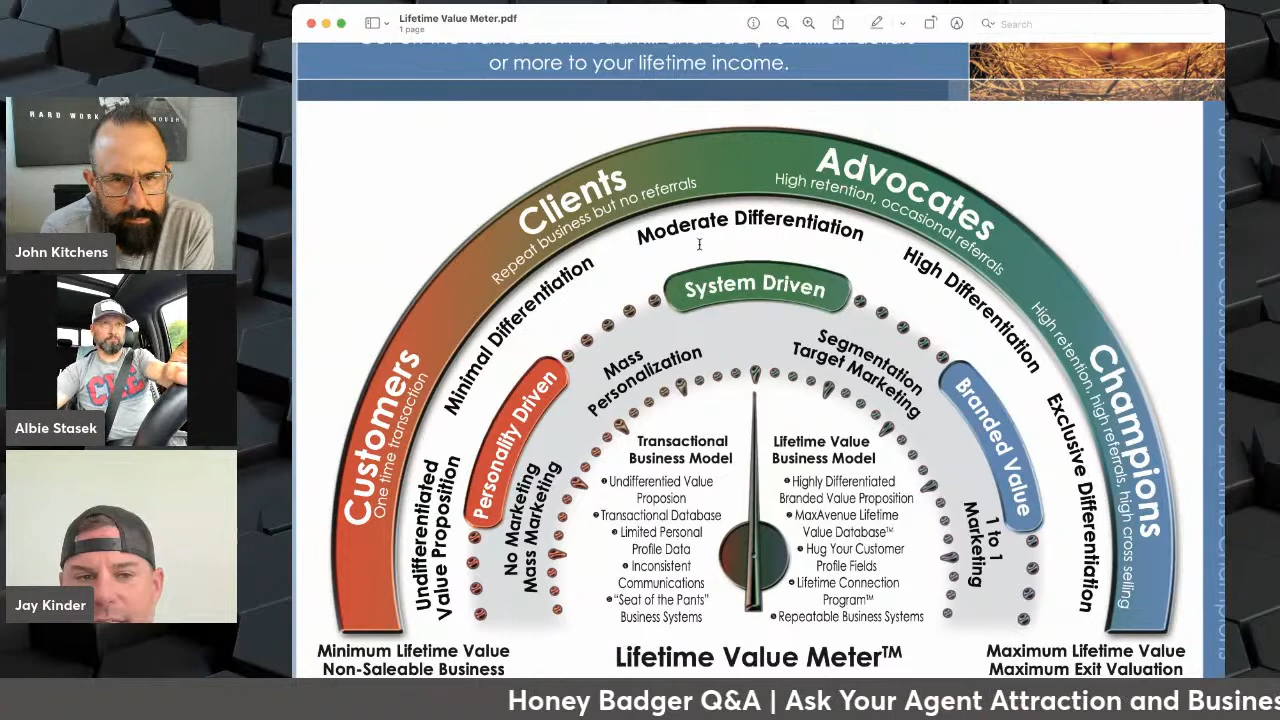 Lifetime Value Meter.pdf
1 page
Search
or more to your lifetime income.
HARD WORK
John Kitchens
Albie Stasek
Jay Kinder
Customers
One time transaction
Clients
Repeat business but no referrals
Advocates
High retention, occasional referrals
Champions
High retention, high referrals, high cross selling
Undifferentiated
Value Proposition
Minimal Differentiation
Moderate Differentiation
High Differentiation
Exclusive Differentiation
Personality Driven
System Driven
Branded Value
No Marketing
Mass Marketing
Mass
Personalization
Segmentation
Target Marketing
1 to 1
Marketing
Transactional
Business Model
Undifferentied Value
Proposion
Transactional Database
Limited Personal
Profile Data
Inconsistent
Communications
"Seat of the Pants"
Business Systems
Lifetime Value
Business Model
Highly Differentiated
Branded Value Proposition
MaxAvenue Lifetime
Value Database™
Hug Your Customer
Profile Fields
Lifetime Connection
Program™
Repeatable Business Systems
Minimum Lifetime Value
Non-Saleable Business
Lifetime Value Meter™
Maximum Lifetime Value
Maximum Exit Valuation
Honey Badger Q&A | Ask Your Agent Attraction and Busines